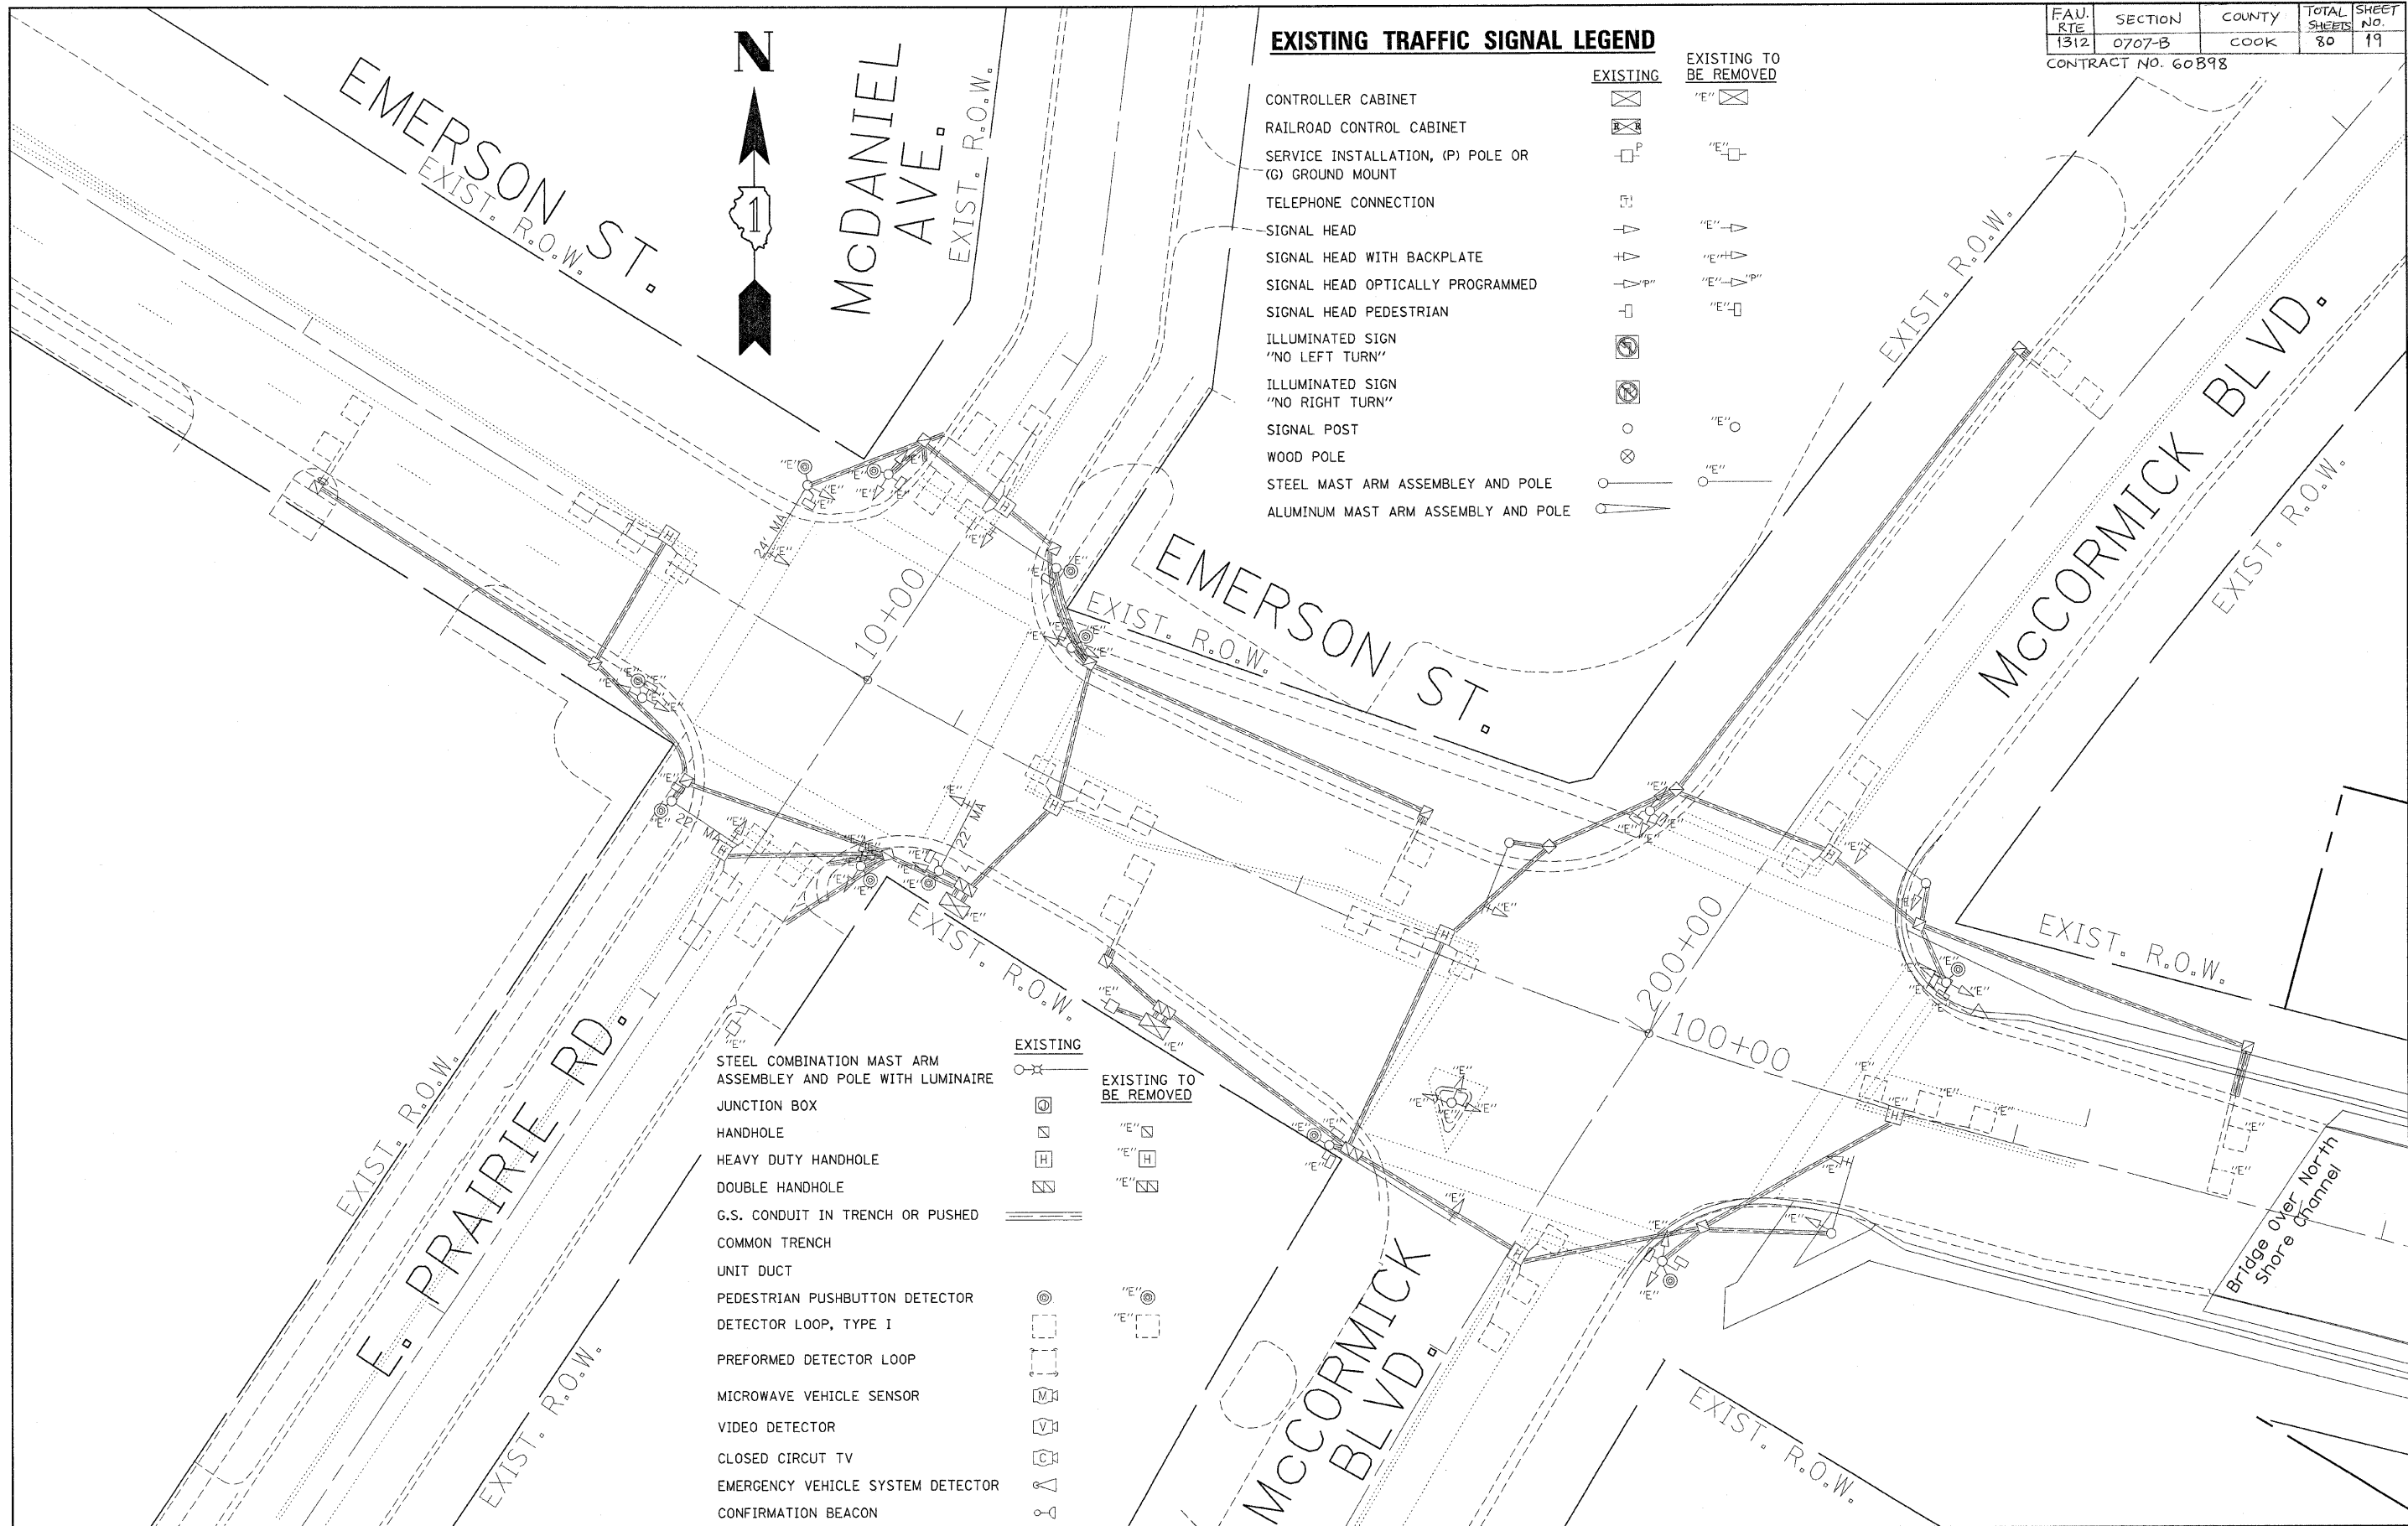 F.A.U. RTE SECTION COUNTY TOTAL SHEETS SHEET NO.
1312 0707-B COOK 80 19
CONTRACT NO. 60B98
N
1
EMERSON ST.
EXIST. R.O.W.
McDANIEL AVE.
EXIST. R.O.W.
EXISTING TRAFFIC SIGNAL LEGEND
EXISTING
EXISTING TO BE REMOVED
CONTROLLER CABINET "E"
RAILROAD CONTROL CABINET R R
SERVICE INSTALLATION, (P) POLE OR P "E"
(G) GROUND MOUNT
TELEPHONE CONNECTION T
SIGNAL HEAD "E"
SIGNAL HEAD WITH BACKPLATE "E"
SIGNAL HEAD OPTICALLY PROGRAMMED "P" "E" "P"
SIGNAL HEAD PEDESTRIAN "E"
ILLUMINATED SIGN
"NO LEFT TURN"
ILLUMINATED SIGN
"NO RIGHT TURN"
SIGNAL POST "E"
WOOD POLE
STEEL MAST ARM ASSEMBLEY AND POLE "E"
ALUMINUM MAST ARM ASSEMBLY AND POLE
EXIST. R.O.W.
McCORMICK BLVD.
EXIST. R.O.W.
24' MA
10+00
EMERSON ST.
EXIST. R.O.W.
22' MA
22' MA
EXIST. R.O.W.
200+00
100+00
EXIST. R.O.W.
Bridge Over North
Shore Channel
E. PRAIRIE RD.
EXIST. R.O.W.
EXIST. R.O.W.
McCORMICK BLVD.
EXIST. R.O.W.
EXISTING
EXISTING TO BE REMOVED
STEEL COMBINATION MAST ARM
ASSEMBLEY AND POLE WITH LUMINAIRE
JUNCTION BOX
HANDHOLE "E"
HEAVY DUTY HANDHOLE H "E" H
DOUBLE HANDHOLE "E"
G.S. CONDUIT IN TRENCH OR PUSHED
COMMON TRENCH
UNIT DUCT
PEDESTRIAN PUSHBUTTON DETECTOR "E"
DETECTOR LOOP, TYPE I "E"
PREFORMED DETECTOR LOOP
MICROWAVE VEHICLE SENSOR M
VIDEO DETECTOR V
CLOSED CIRCUT TV C
EMERGENCY VEHICLE SYSTEM DETECTOR
CONFIRMATION BEACON